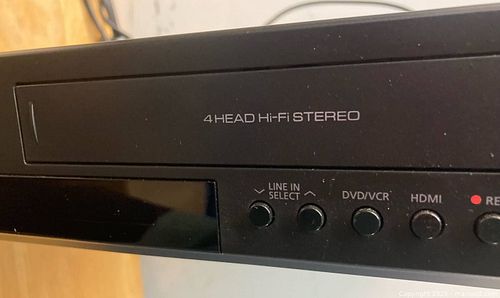 4 HEAD Hi-Fi STEREO
LINE IN
SELECT
DVD/VCR
HDMI